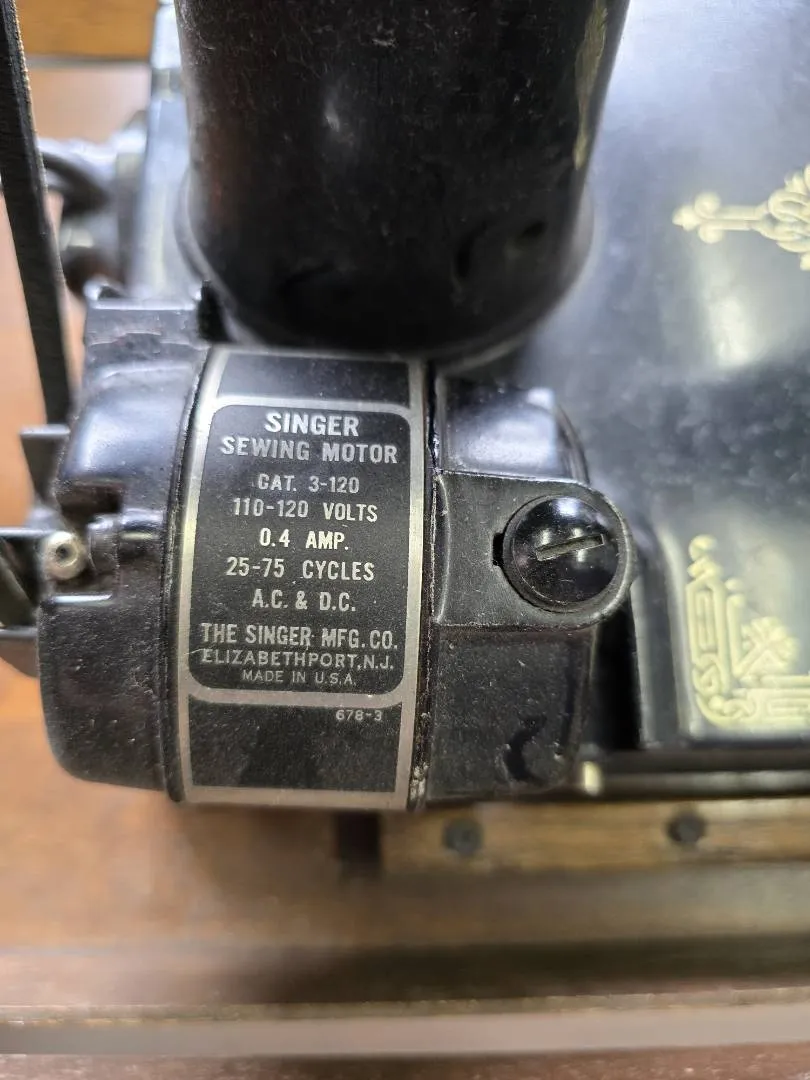 SINGER
SEWING MOTOR
CAT. 3-120
110-120 VOLTS
0.4 AMP.
25-75 CYCLES
A.C. & D.C.
THE SINGER MFG. CO.
ELIZABETHPORT, N.J.
MADE IN U.S.A.
678-3